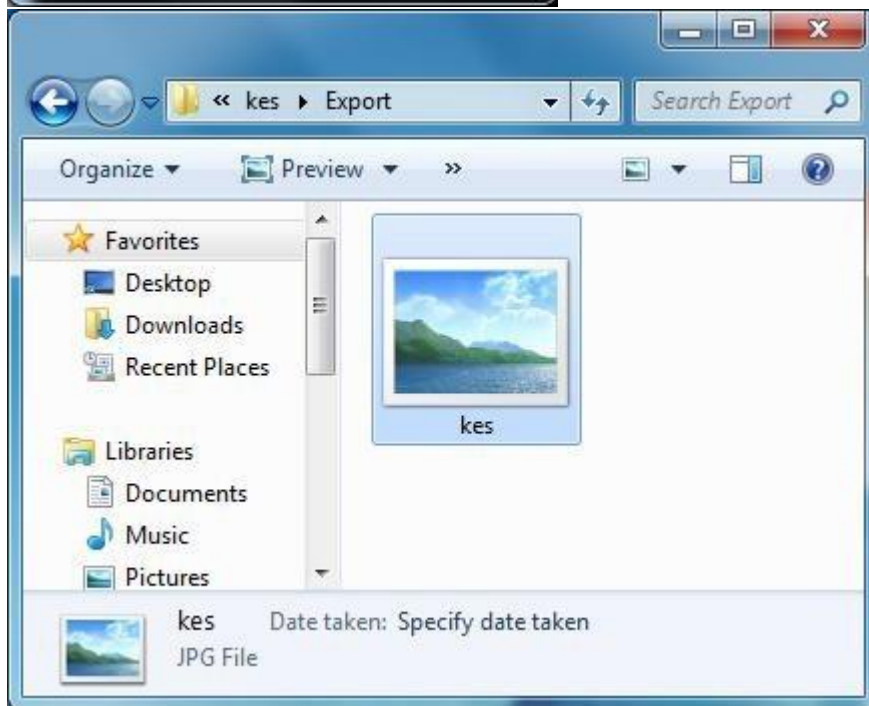 « kes ▸ Export
Search Export
Organize Preview »
Favorites
Desktop
Downloads
Recent Places
Libraries
Documents
Music
Pictures
kes
kes Date taken: Specify date taken
JPG File